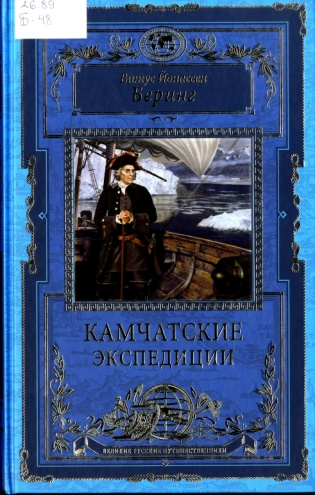 26.89
Б-48
Витус Йонассен
Беринг
КАМЧАТСКИЕ
ЭКСПЕДИЦИИ
ВЕЛИКИЕ РУССКИЕ ПУТЕШЕСТВЕННИКИ